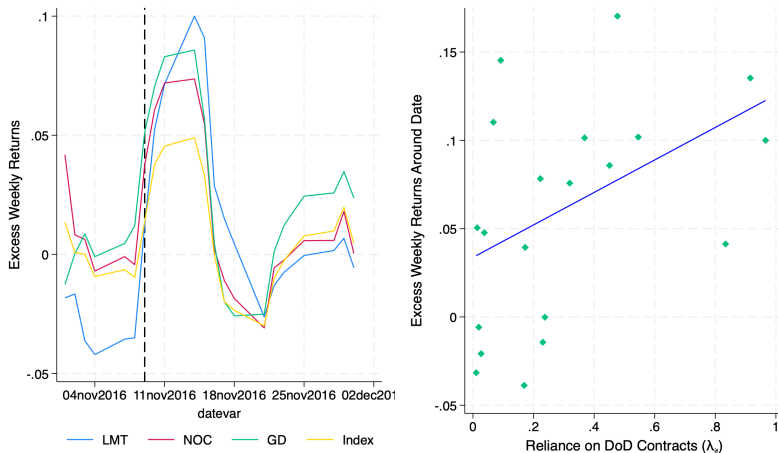 Excess Weekly Returns
.1
.05
0
-.05
04nov2016 11nov2016 18nov2016 25nov2016 02dec201
datevar
LMT NOC GD Index
Excess Weekly Returns Around Date
.15
.1
.05
0
-.05
0 .2 .4 .6 .8 1
Reliance on DoD Contracts (λₐ)